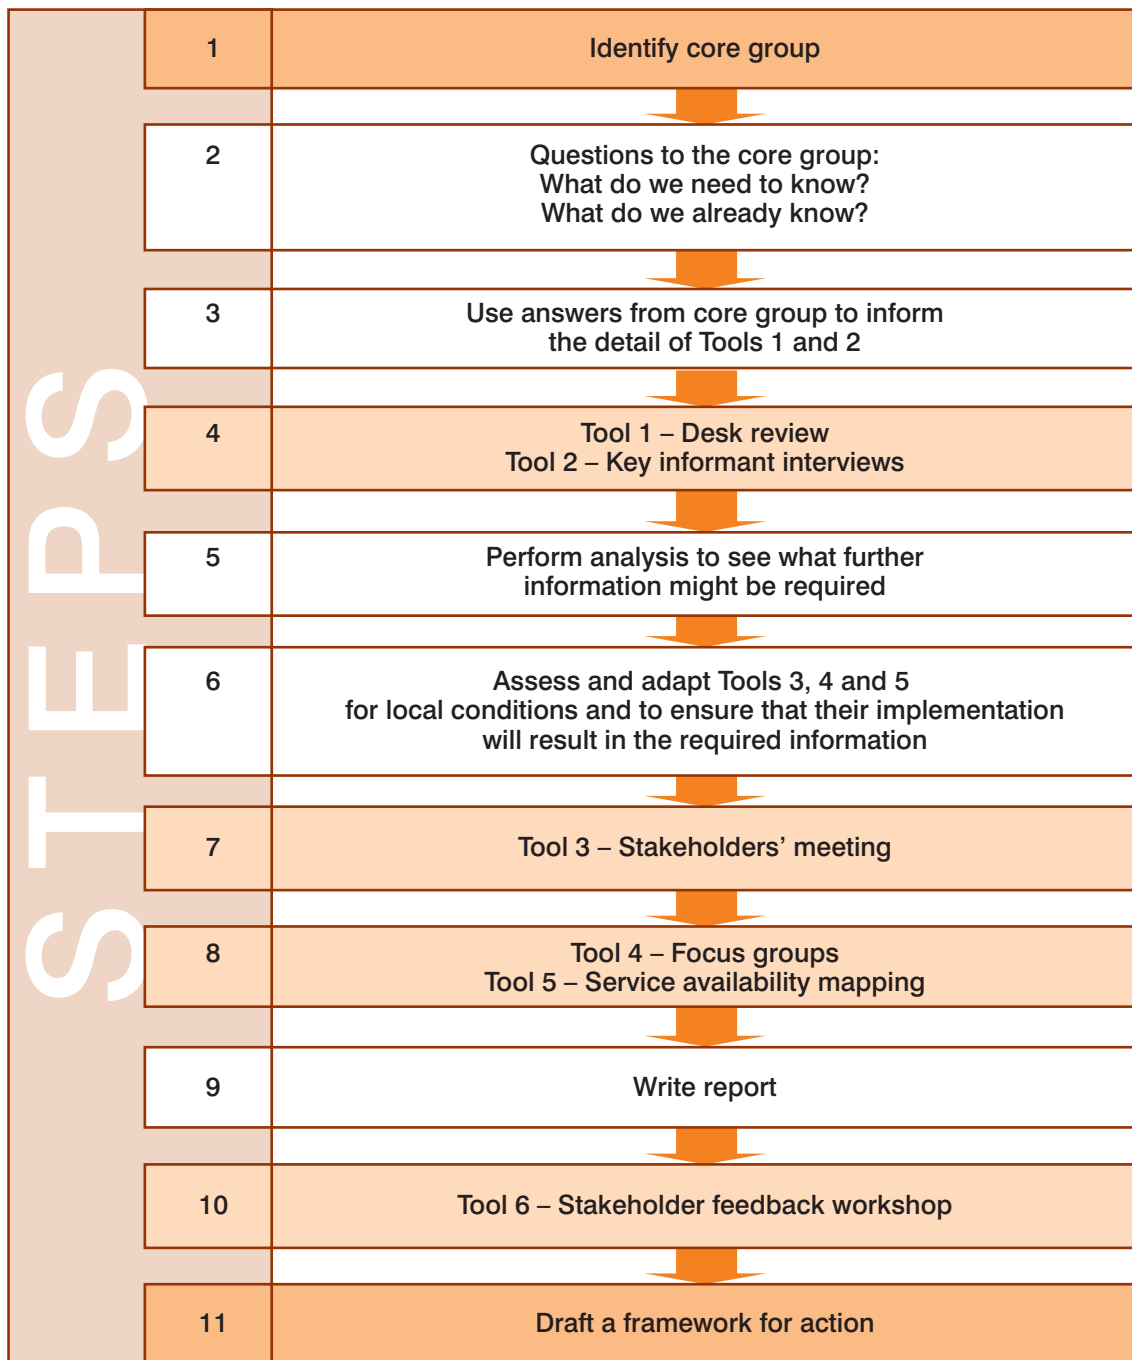 STEPS
1
Identify core group
2
Questions to the core group:
What do we need to know?
What do we already know?
3
Use answers from core group to inform
the detail of Tools 1 and 2
4
Tool 1 – Desk review
Tool 2 – Key informant interviews
5
Perform analysis to see what further
information might be required
6
Assess and adapt Tools 3, 4 and 5
for local conditions and to ensure that their implementation
will result in the required information
7
Tool 3 – Stakeholders’ meeting
8
Tool 4 – Focus groups
Tool 5 – Service availability mapping
9
Write report
10
Tool 6 – Stakeholder feedback workshop
11
Draft a framework for action